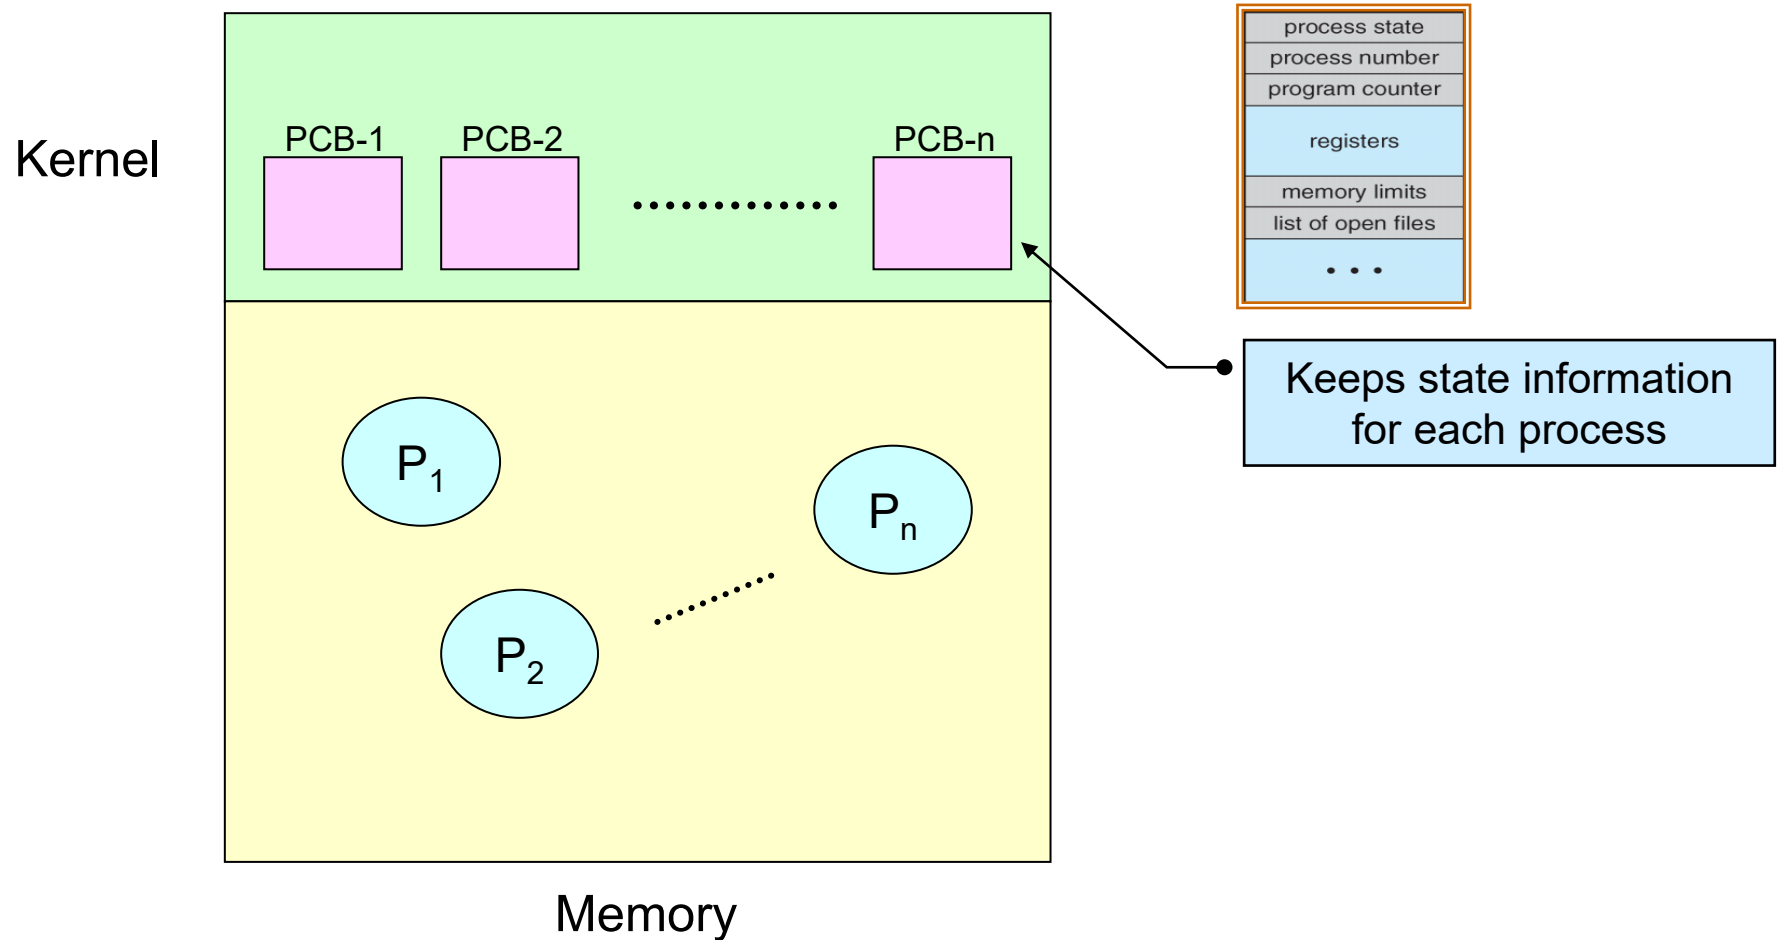 Kernel
PCB-1
PCB-2
PCB-n
process state
process number
program counter
registers
memory limits
list of open files
• • •
Keeps state information
for each process
P1
Pn
P2
Memory